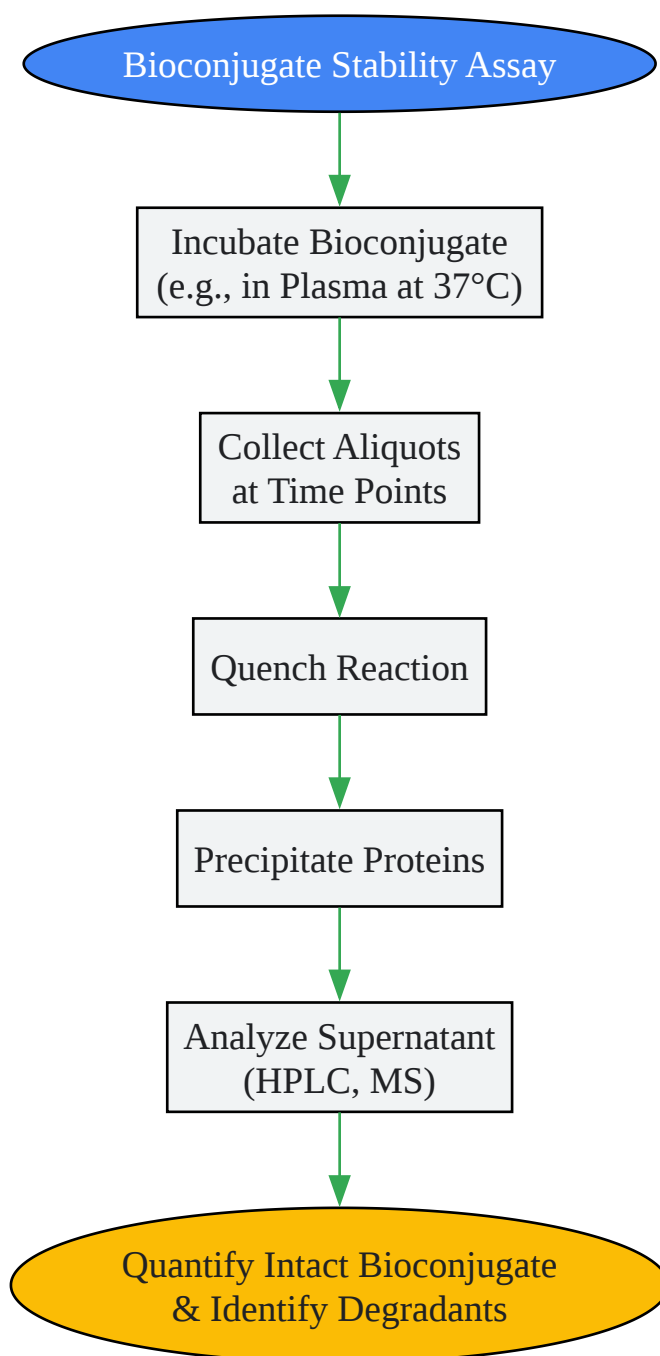 Bioconjugate Stability Assay
Incubate Bioconjugate
(e.g., in Plasma at 37°C)
Collect Aliquots
at Time Points
Quench Reaction
Precipitate Proteins
Analyze Supernatant
(HPLC, MS)
Quantify Intact Bioconjugate
& Identify Degradants